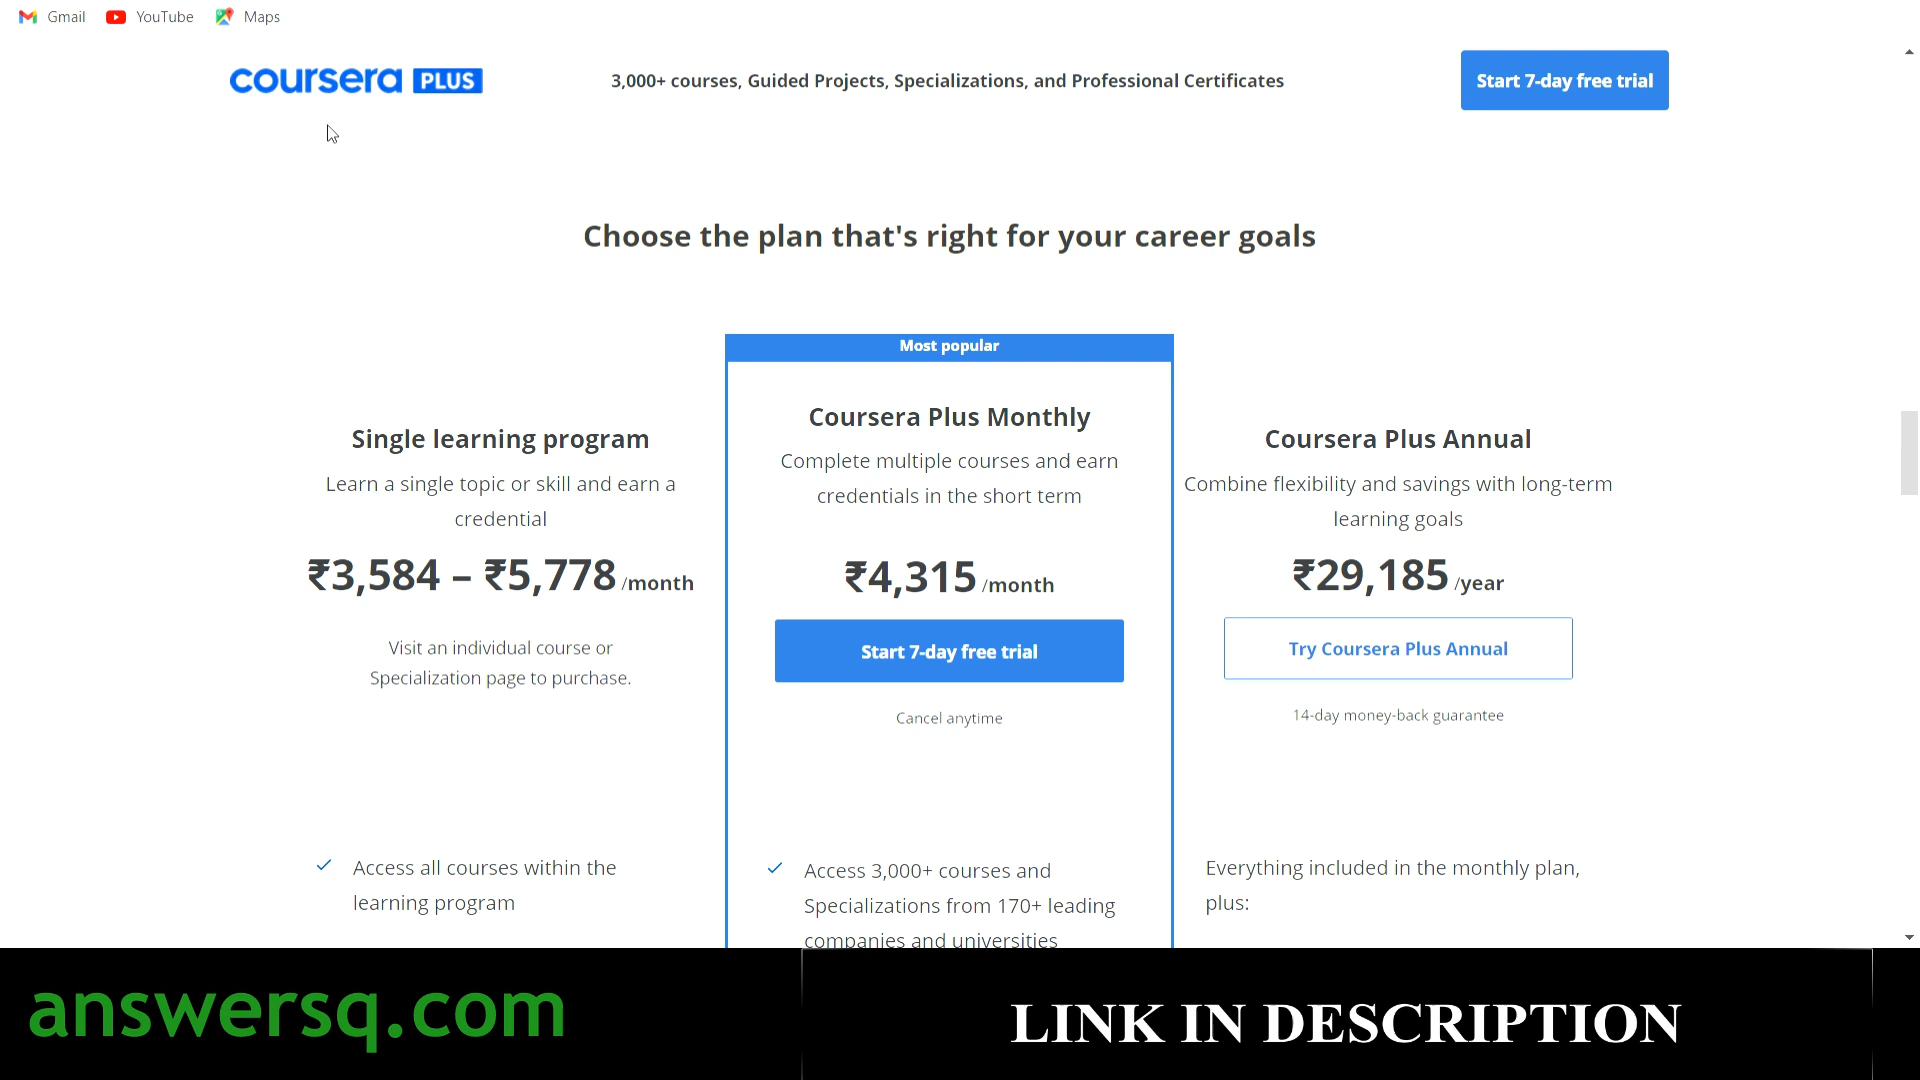 Gmail YouTube Maps
coursera PLUS
3,000+ courses, Guided Projects, Specializations, and Professional Certificates
Start 7-day free trial
Choose the plan that's right for your career goals
Single learning program
Learn a single topic or skill and earn a
credential
₹3,584 – ₹5,778 /month
Visit an individual course or
Specialization page to purchase.
Access all courses within the
learning program
Most popular
Coursera Plus Monthly
Complete multiple courses and earn
credentials in the short term
₹4,315 /month
Start 7-day free trial
Cancel anytime
Access 3,000+ courses and
Specializations from 170+ leading
companies and universities
Coursera Plus Annual
Combine flexibility and savings with long-term
learning goals
₹29,185 /year
Try Coursera Plus Annual
14-day money-back guarantee
Everything included in the monthly plan,
plus:
answersq.com
LINK IN DESCRIPTION